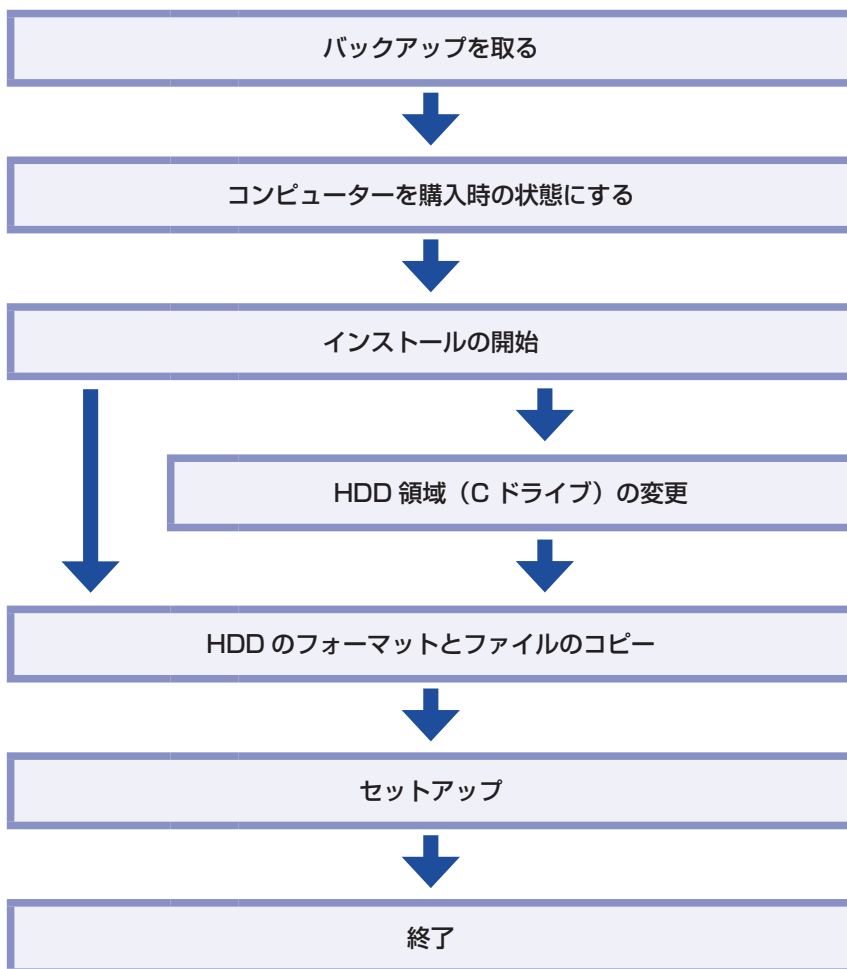 バックアップを取る
コンピューターを購入時の状態にする
インストールの開始
HDD 領域（C ドライブ）の変更
HDD のフォーマットとファイルのコピー
セットアップ
終了